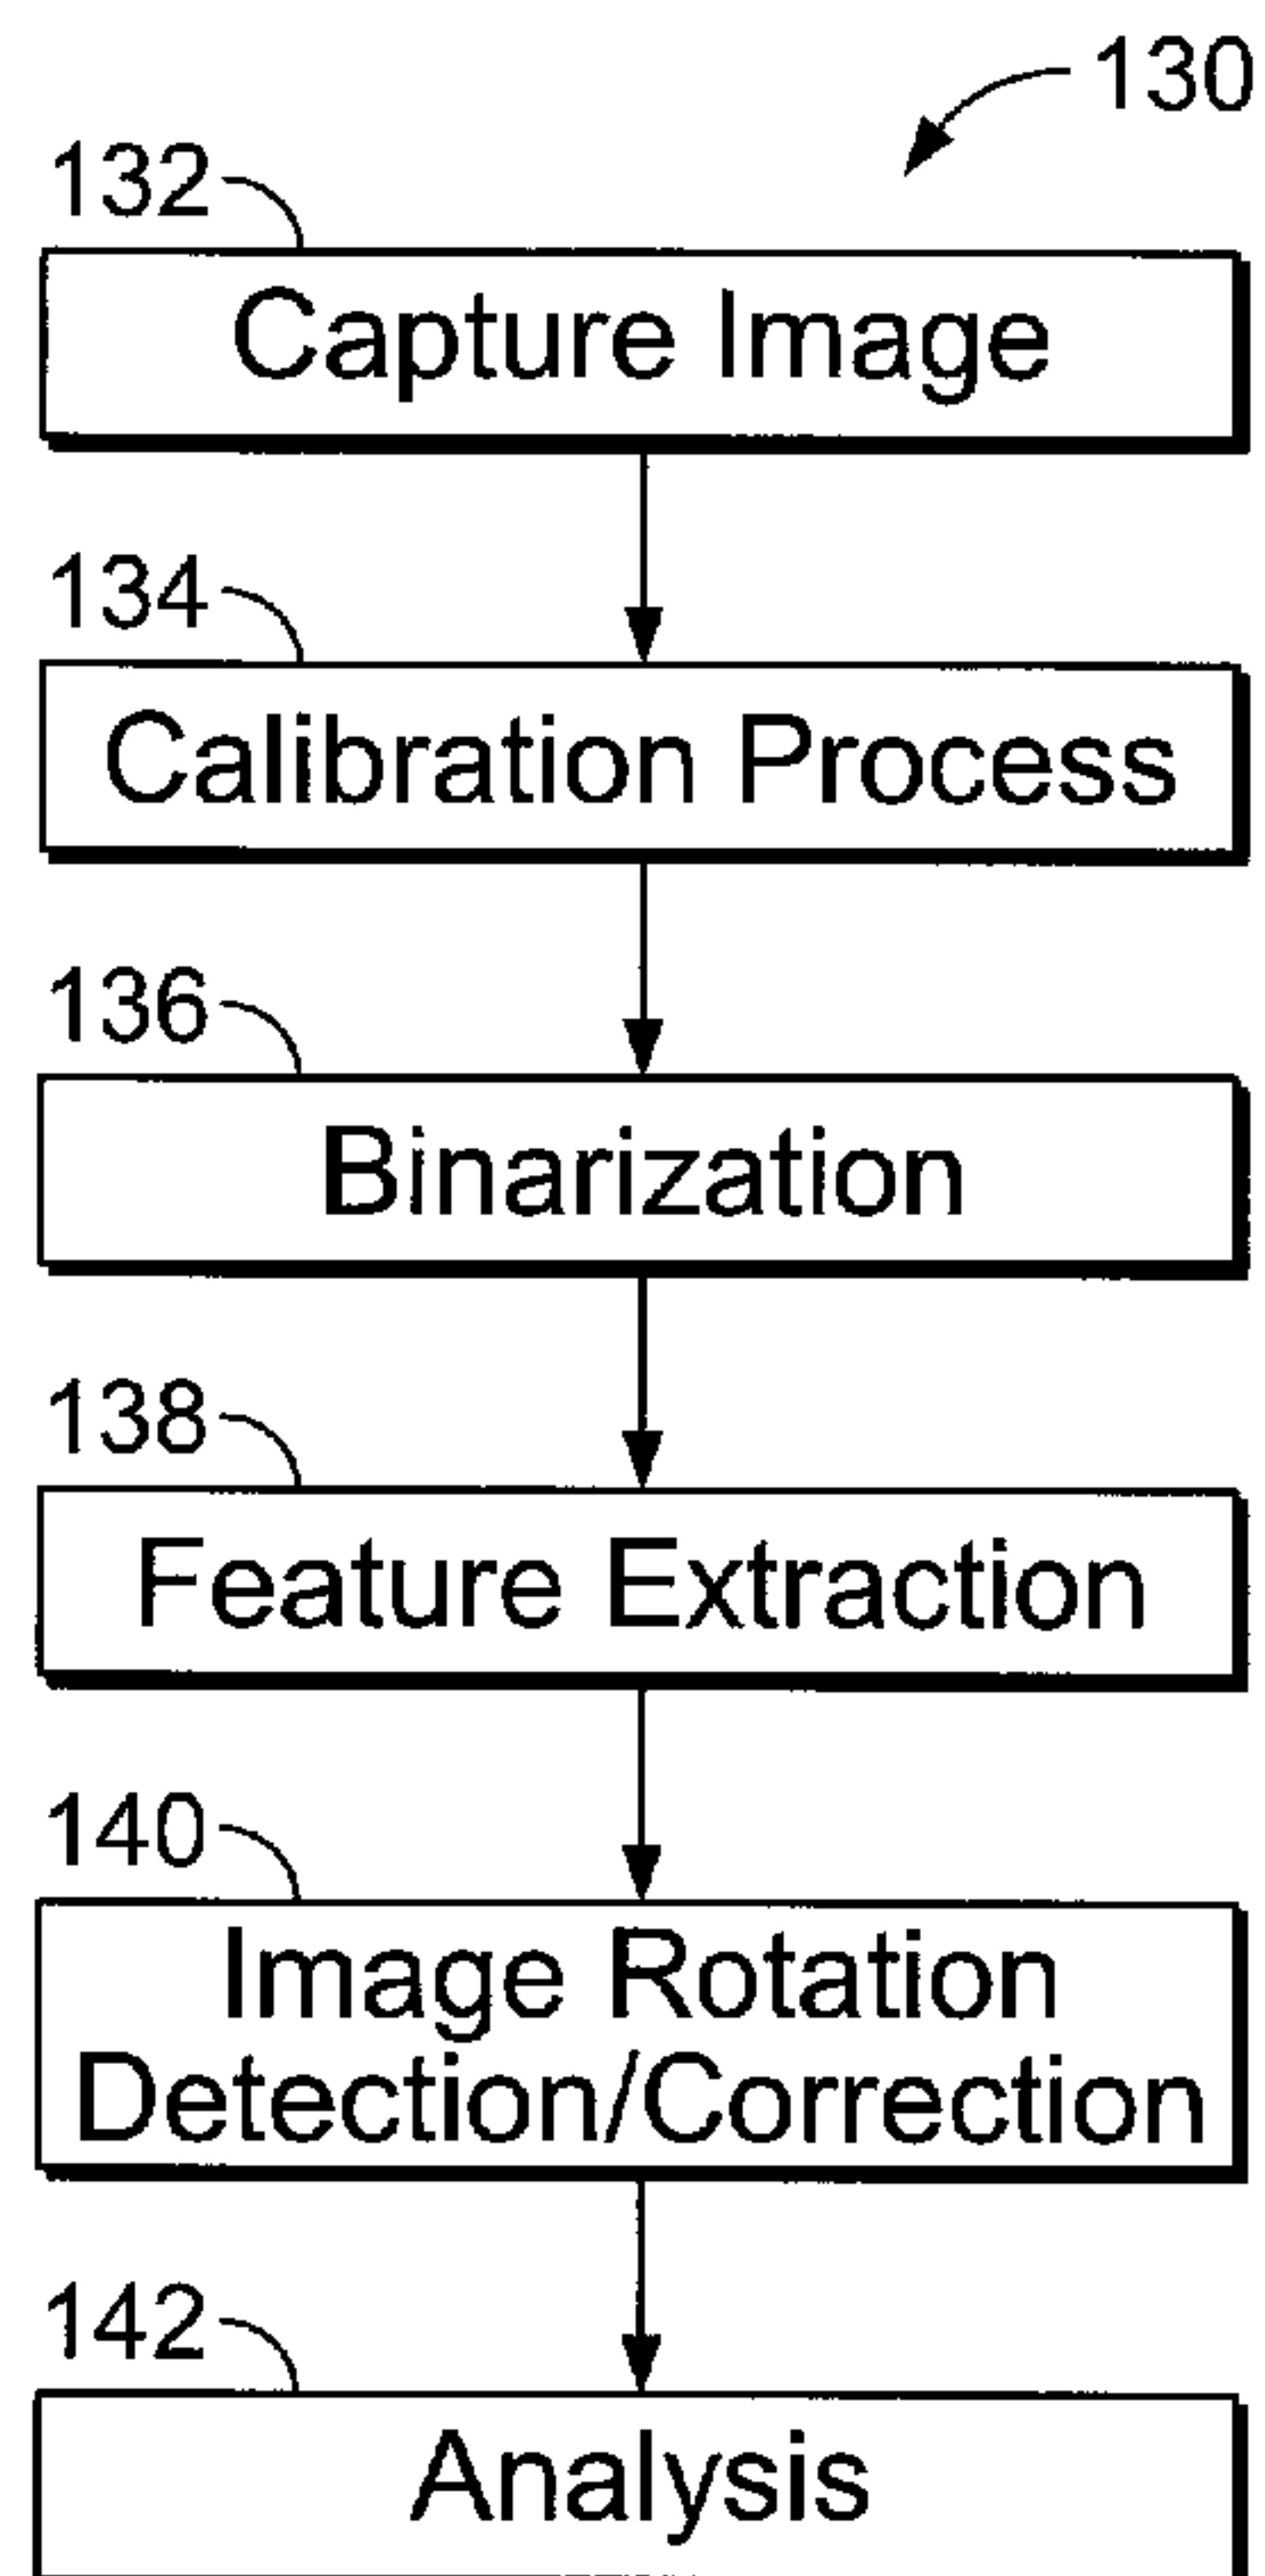 130
132
Capture Image
134
Calibration Process
136
Binarization
138
Feature Extraction
140
Image Rotation
Detection/Correction
142
Analysis